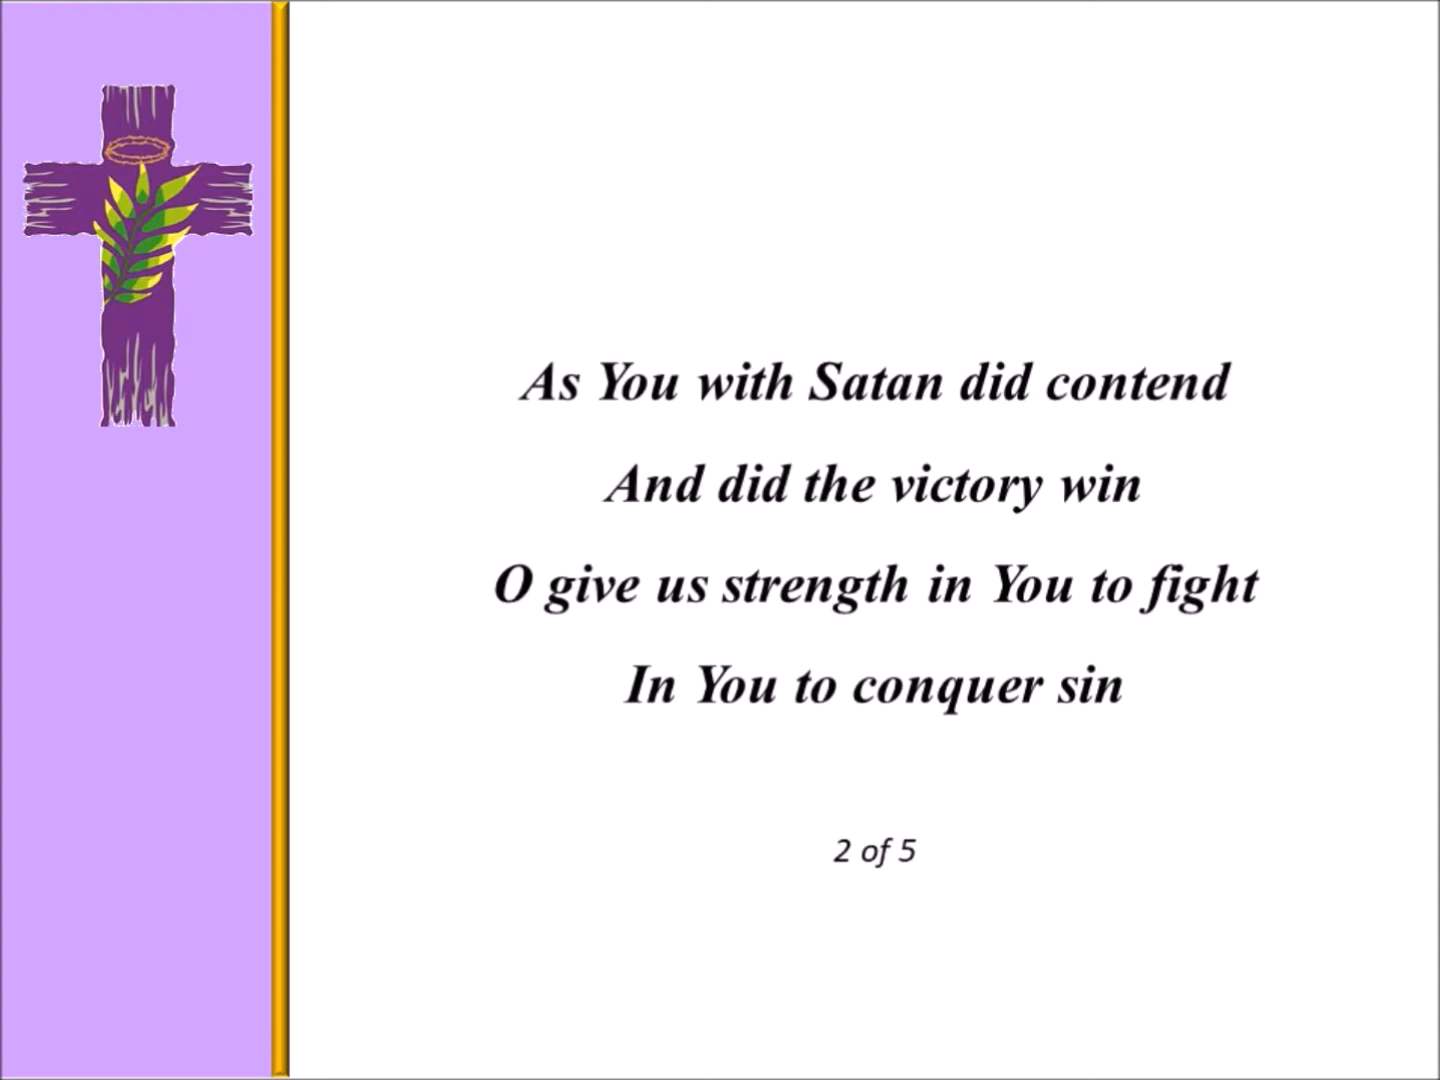 As You with Satan did contend
And did the victory win
O give us strength in You to fight
In You to conquer sin
2 of 5